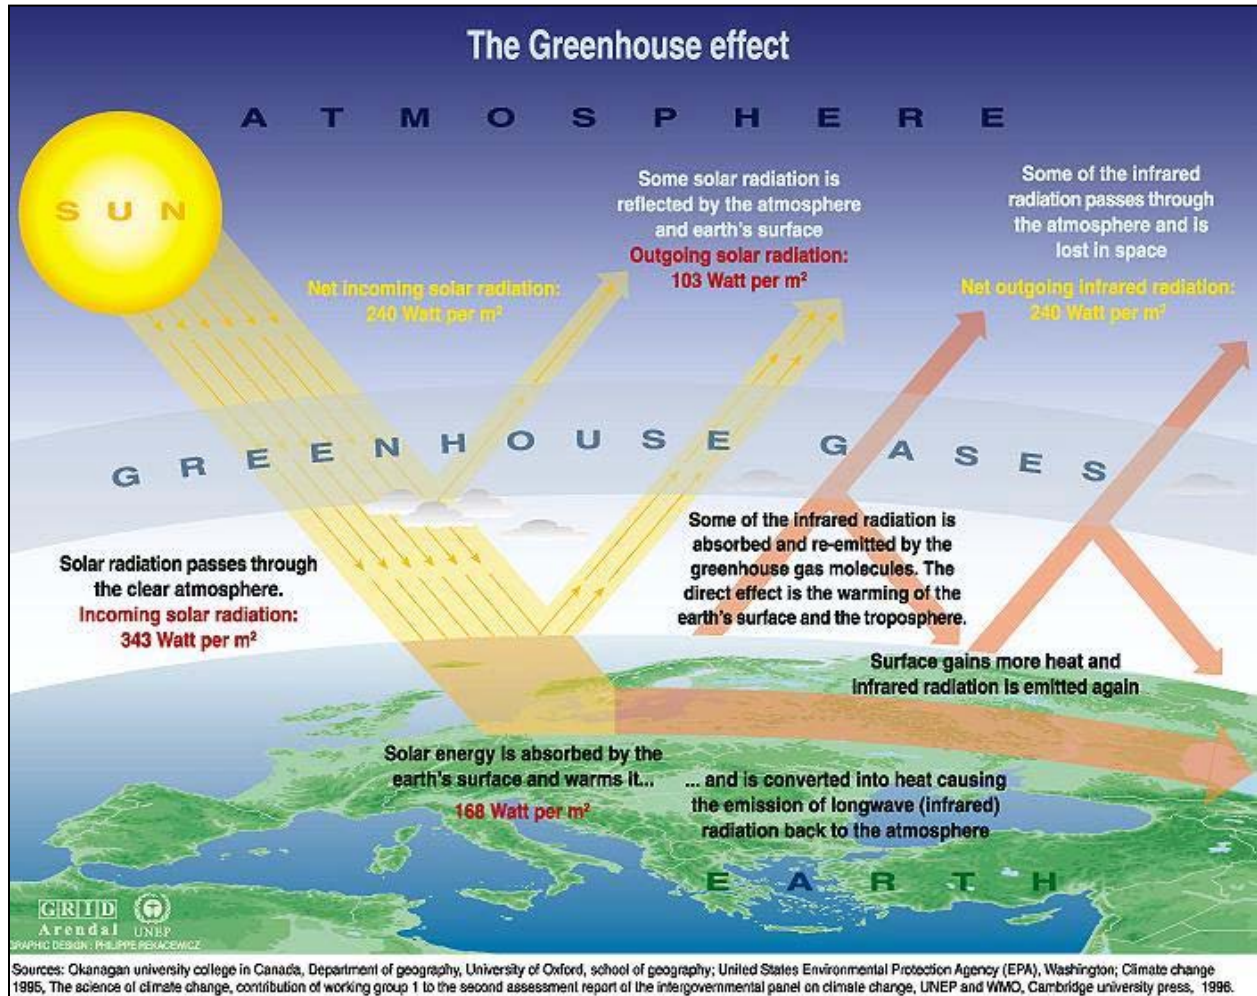 The Greenhouse effect
ATMOSPHERE
SUN
Some solar radiation is
reflected by the atmosphere
and earth's surface
Outgoing solar radiation:
103 Watt per m²
Some of the infrared
radiation passes through
the atmosphere and is
lost in space
Net outgoing infrared radiation:
240 Watt per m²
Net incoming solar radiation:
240 Watt per m²
GREENHOUSE GASES
Solar radiation passes through
the clear atmosphere.
Incoming solar radiation:
343 Watt per m²
Some of the infrared radiation is
absorbed and re-emitted by the
greenhouse gas molecules. The
direct effect is the warming of the
earth's surface and the troposphere.
Surface gains more heat and
infrared radiation is emitted again
Solar energy is absorbed by the
earth's surface and warms it...
168 Watt per m²
... and is converted into heat causing
the emission of longwave (infrared)
radiation back to the atmosphere
EARTH
GRID
Arendal
UNEP
GRAPHIC DESIGN : PHILIPPE REKACEWICZ
Sources: Okanagan university college in Canada, Department of geography, University of Oxford, school of geography; United States Environmental Protection Agency (EPA), Washington; Climate change
1995, The science of climate change, contribution of working group 1 to the second assessment report of the intergovernmental panel on climate change, UNEP and WMO, Cambridge university press, 1996.